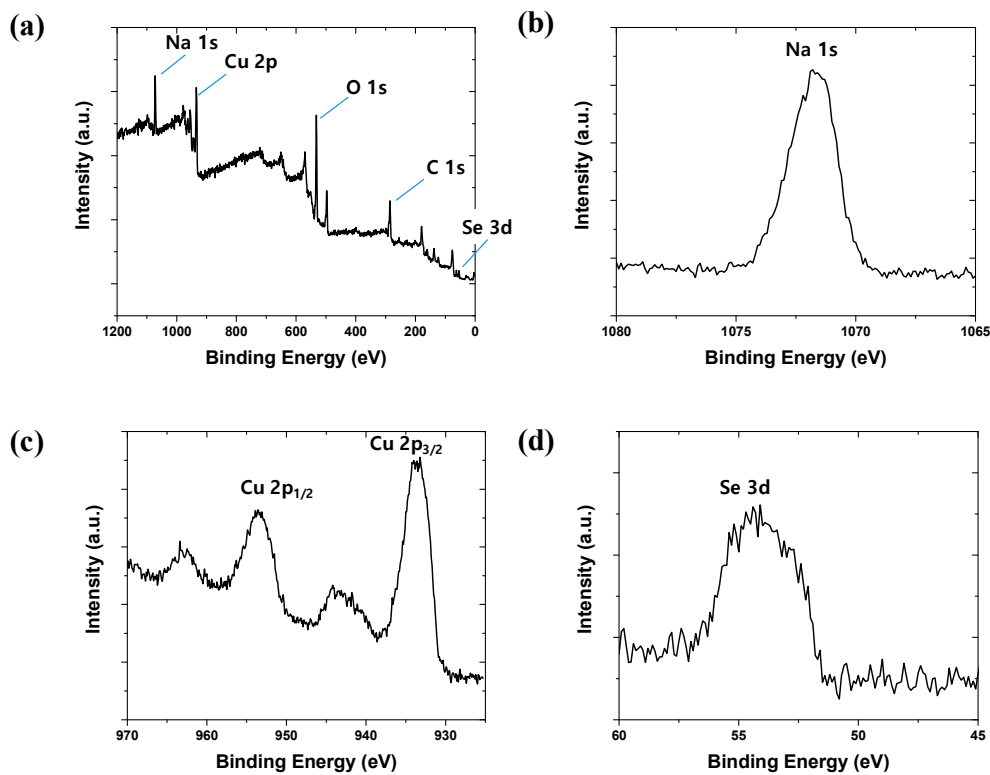 (a)
Na 1s
Cu 2p
O 1s
C 1s
Se 3d
Intensity (a.u.)
1200 1000 800 600 400 200 0
Binding Energy (eV)
(b)
Na 1s
Intensity (a.u.)
1080 1075 1070 1065
Binding Energy (eV)
(c)
Cu 2p3/2
Cu 2p1/2
Intensity (a.u.)
970 960 950 940 930
Binding Energy (eV)
(d)
Se 3d
Intensity (a.u.)
60 55 50 45
Binding Energy (eV)